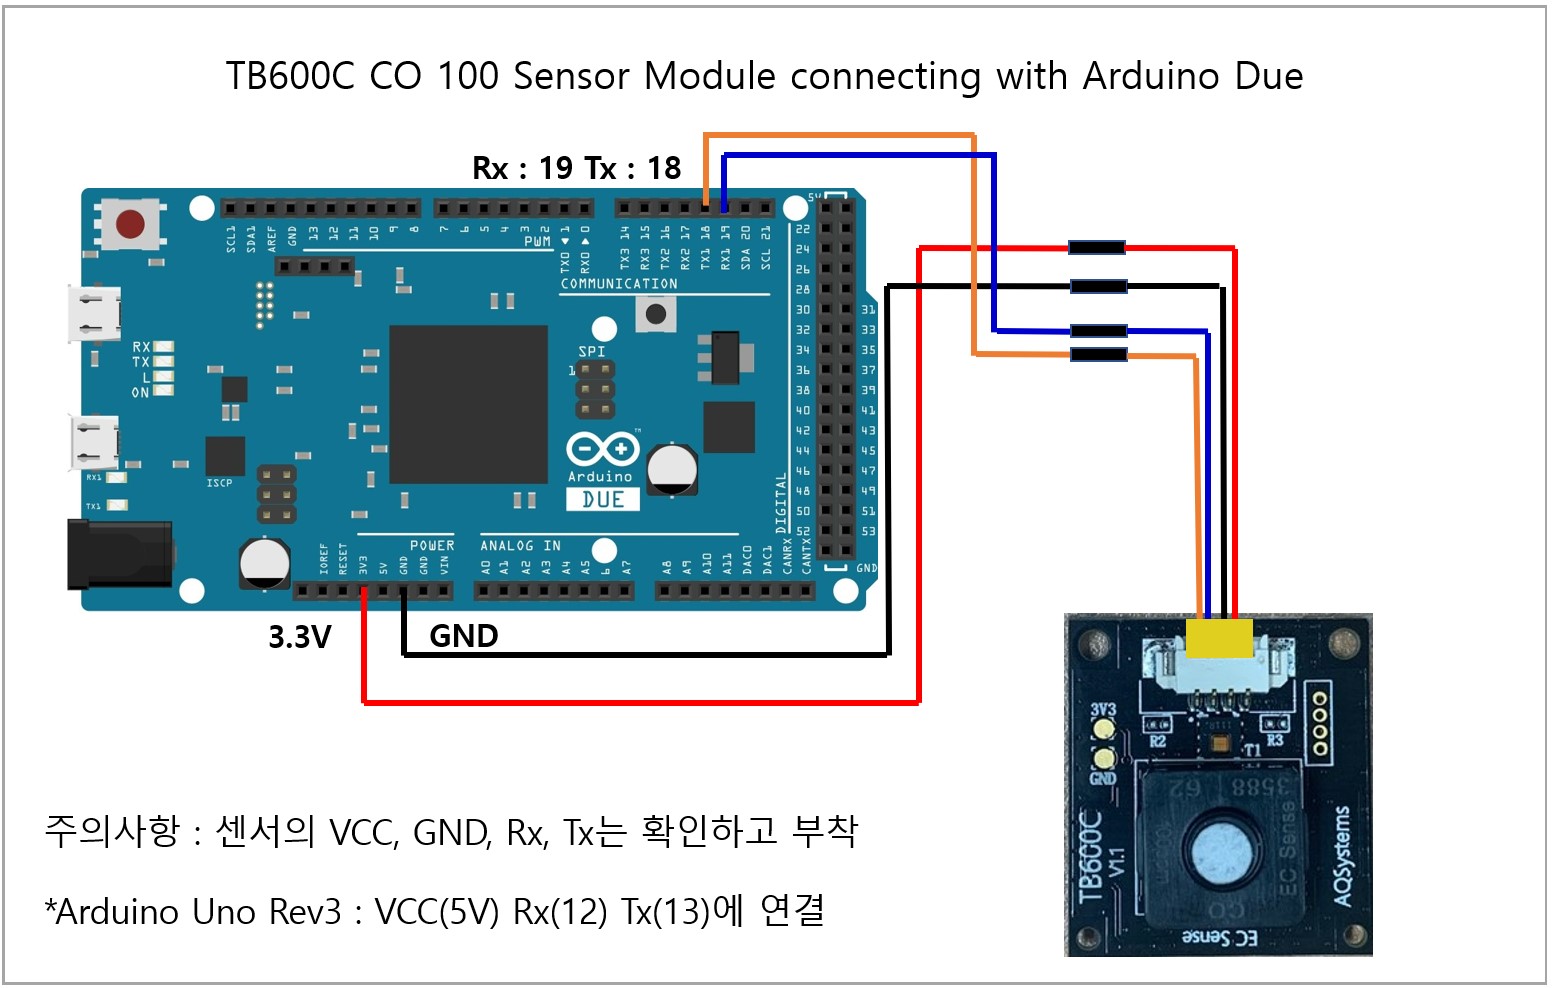 TB600C CO 100 Sensor Module connecting with Arduino Due
Rx : 19 Tx : 18
SCL1 SDA1 AREF GND 13 12 11 10 9 8 7 6 5 4 3 2 1 0
TX0 RX0
PWM
TX3 14 RX3 15 TX2 16 RX2 17 TX1 18 RX1 19 SDA 20 SCL 21
COMMUNICATION
5V
22
24
26
28
30 31
32 33
34 35
36 37
38 39
40 41
42 43
44 45
46 47
48 49
50 51
52 53
GND
DIGITAL
RX
TX
L
ON
SPI
1
RX1
TX1
ISCP
Arduino
™
DUE
POWER
ANALOG IN
IOREF RESET 3V3 5V GND GND VIN
A0 A1 A2 A3 A4 A5 6 A7
A8 A9 A10 A11 DAC0 DAC1 CANRX CANTX
3.3V
GND
3V3
GND
R2
R3
T1
TB600C
V1.1
3588
62
EC Sense
CO
EC Sense
AQSystems
주의사항 : 센서의 VCC, GND, Rx, Tx는 확인하고 부착
*Arduino Uno Rev3 : VCC(5V) Rx(12) Tx(13)에 연결